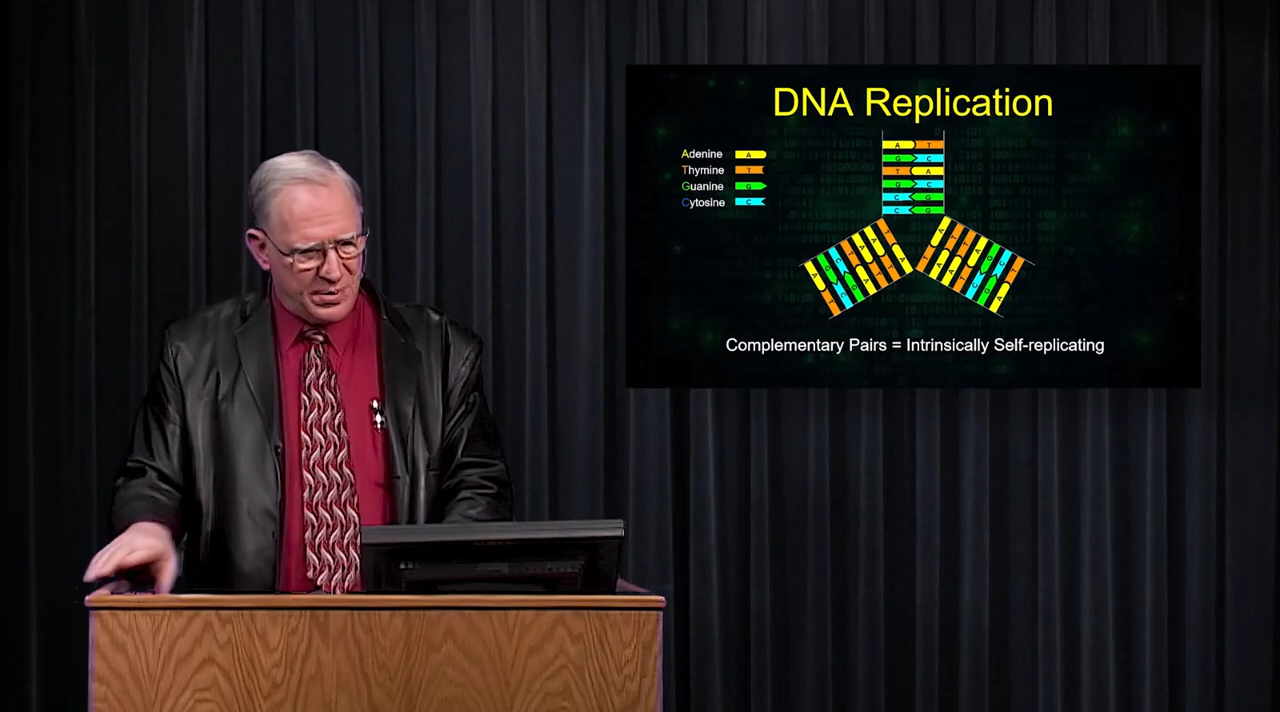 DNA Replication
Adenine A
Thymine T
Guanine G
Cytosine C
A T
G C
T A
G C
C G
C G
Complementary Pairs = Intrinsically Self-replicating